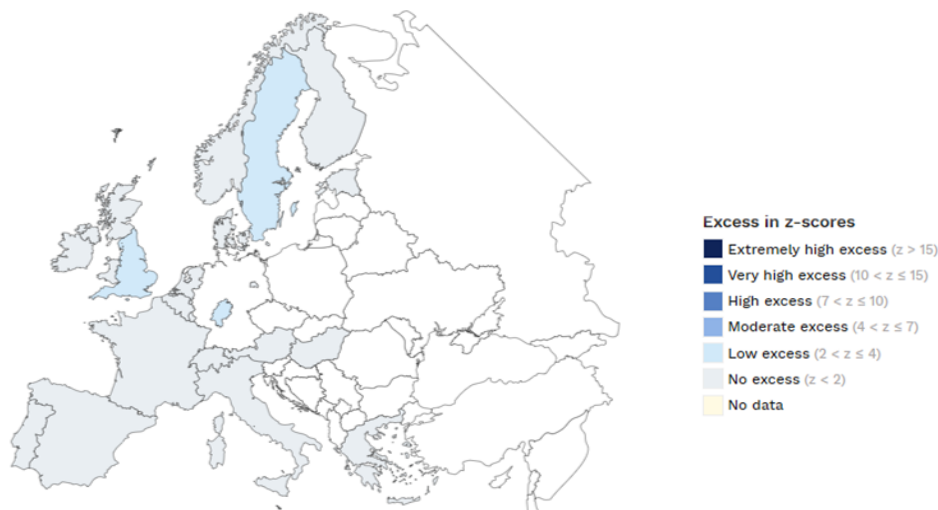 Excess in z-scores
Extremely high excess (z > 15)
Very high excess (10 < z ≤ 15)
High excess (7 < z ≤ 10)
Moderate excess (4 < z ≤ 7)
Low excess (2 < z ≤ 4)
No excess (z < 2)
No data